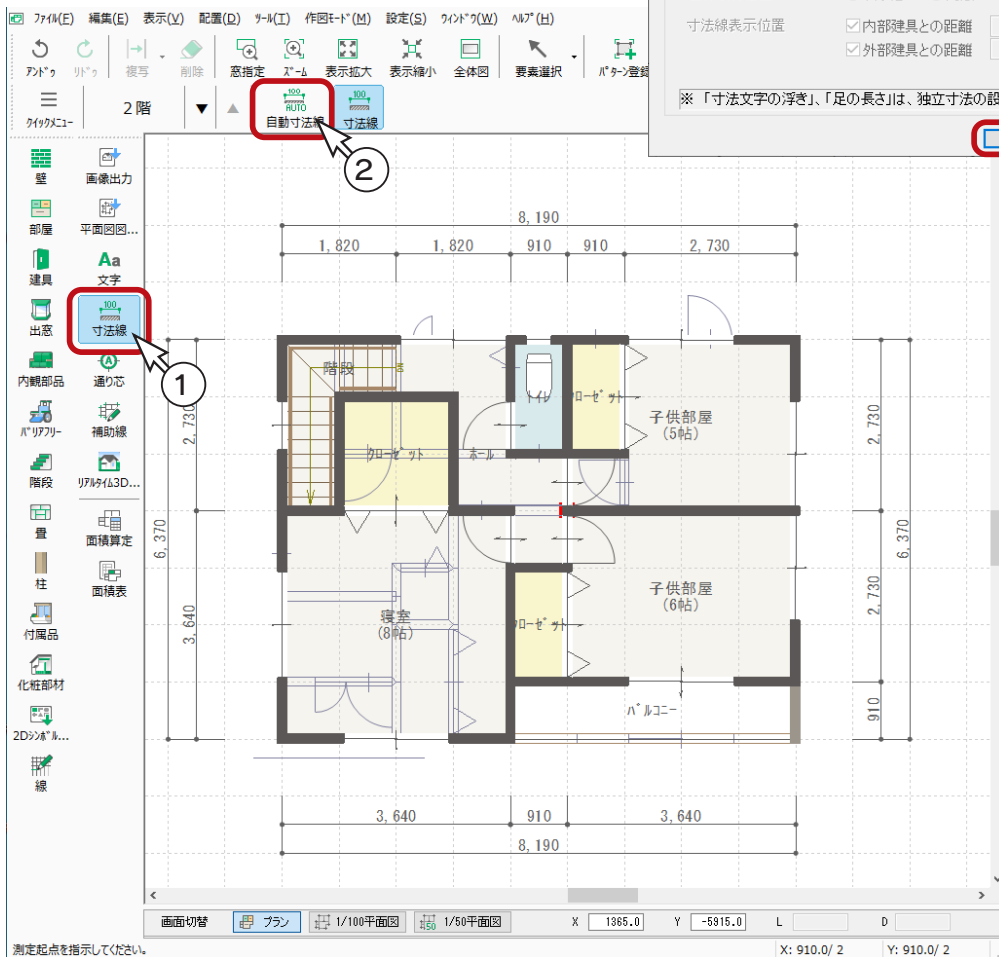 ﾌｧｲﾙ(F) 編集(E) 表示(V) 配置(D) ﾂｰﾙ(T) 作図ﾓｰﾄﾞ(M) 設定(S) ｳｨﾝﾄﾞｳ(W) ﾍﾙﾌﾟ(H)
寸法線表示位置
内部建具との距離
外部建具との距離
ｱﾝﾄﾞｩ ﾘﾄﾞｩ 複写 削除 窓指定 ｽﾞｰﾑ 表示拡大 表示縮小 全体図 要素選択 ﾊﾟﾀｰﾝ登録
※「寸法文字の浮き」、「足の長さ」は、独立寸法の設
ｸｲｯｸﾒﾆｭｰ 2階 ▼ ▲ 100 AUTO 自動寸法線 100 寸法線
②
壁 画像出力
部屋 平面図図...
建具 Aa 文字
出窓 100 寸法線
①
内観部品 通り芯
ﾊﾞﾘｱﾌﾘｰ 補助線
階段 ﾘｱﾙﾀｲﾑ3D...
畳 面積算定
柱 面積表
付属品
化粧部材
2Dｼﾝﾎﾞﾙ...
線
8,190
1,820 1,820 910 910 2,730
階段
トイレ
ｸﾛｰｾﾞｯﾄ
子供部屋
(5帖)
2,730
2,730
ｸﾛｰｾﾞｯﾄ
ホール
6,370
6,370
子供部屋
(6帖)
2,730
3,640
寝室
(8帖)
ｸﾛｰｾﾞｯﾄ
ﾊﾞﾙｺﾆｰ
910
3,640 910 3,640
8,190
画面切替 プラン 1/100平面図 1/50平面図 X 1365.0 Y -5915.0 L D
測定起点を指示してください。 X: 910.0/ 2 Y: 910.0/ 2